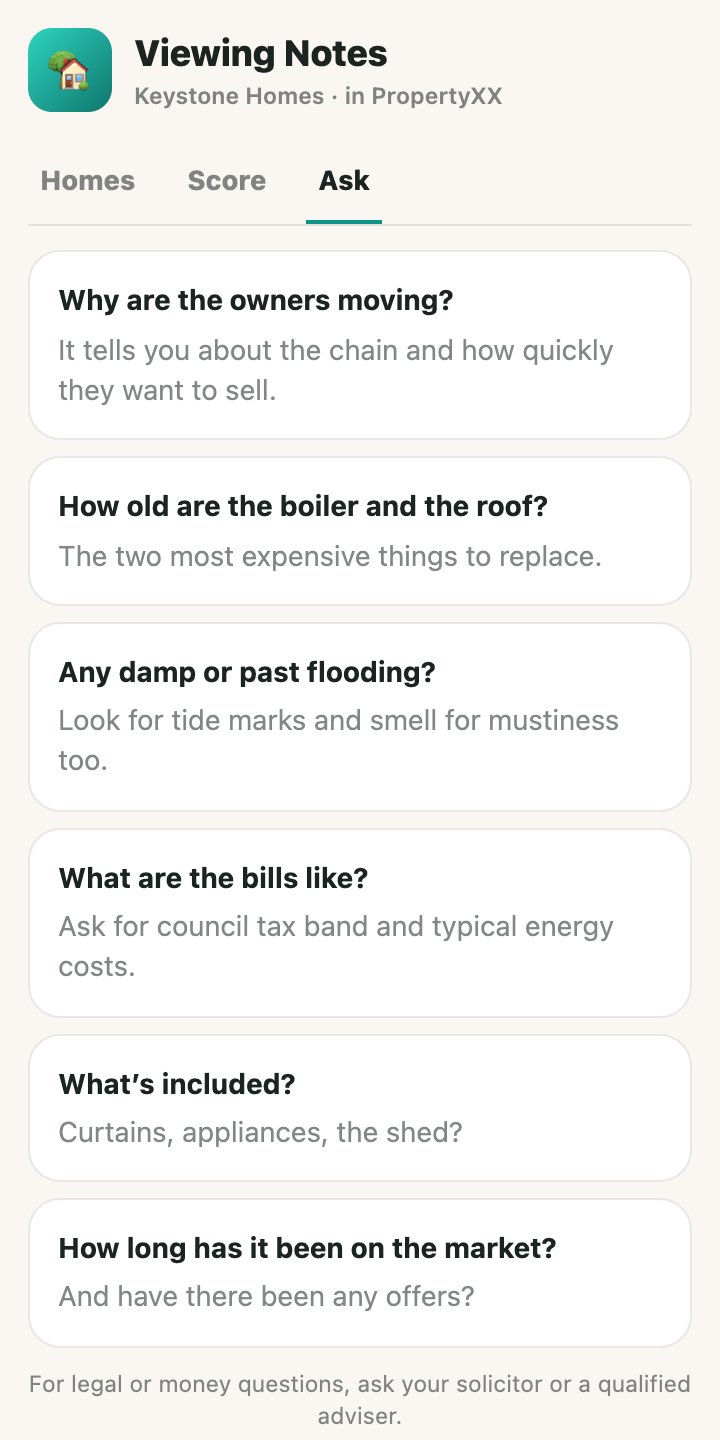 Viewing Notes
Keystone Homes · in PropertyXX
Homes Score Ask
Why are the owners moving?
It tells you about the chain and how quickly
they want to sell.
How old are the boiler and the roof?
The two most expensive things to replace.
Any damp or past flooding?
Look for tide marks and smell for mustiness
too.
What are the bills like?
Ask for council tax band and typical energy
costs.
What’s included?
Curtains, appliances, the shed?
How long has it been on the market?
And have there been any offers?
For legal or money questions, ask your solicitor or a qualified
adviser.